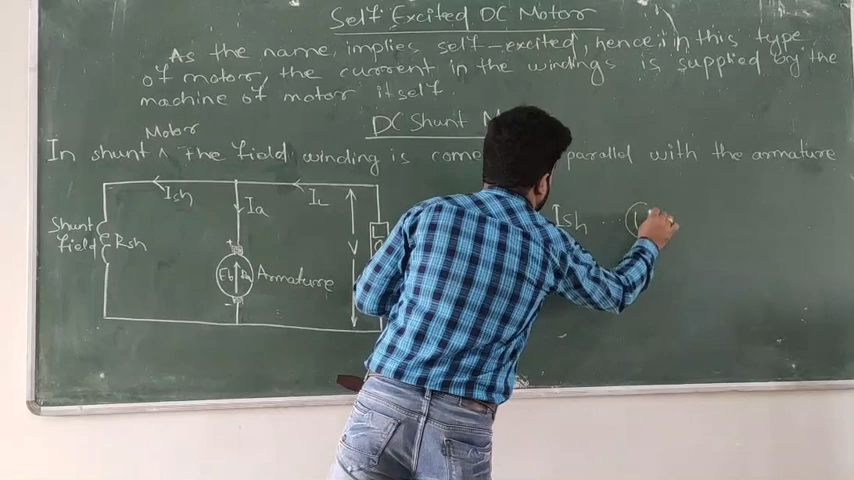 Self Excited DC Motor
As the name, implies self-excited, hence in this type
of motor, the current in the windings is supplied by the
machine of motor itself.
DC Shunt
Motor
In shunt ^ the field winding is parallel with the armature
Ish
IL
Ia
Ish
Shunt
field
Rsh
V
Eb
Armature
-